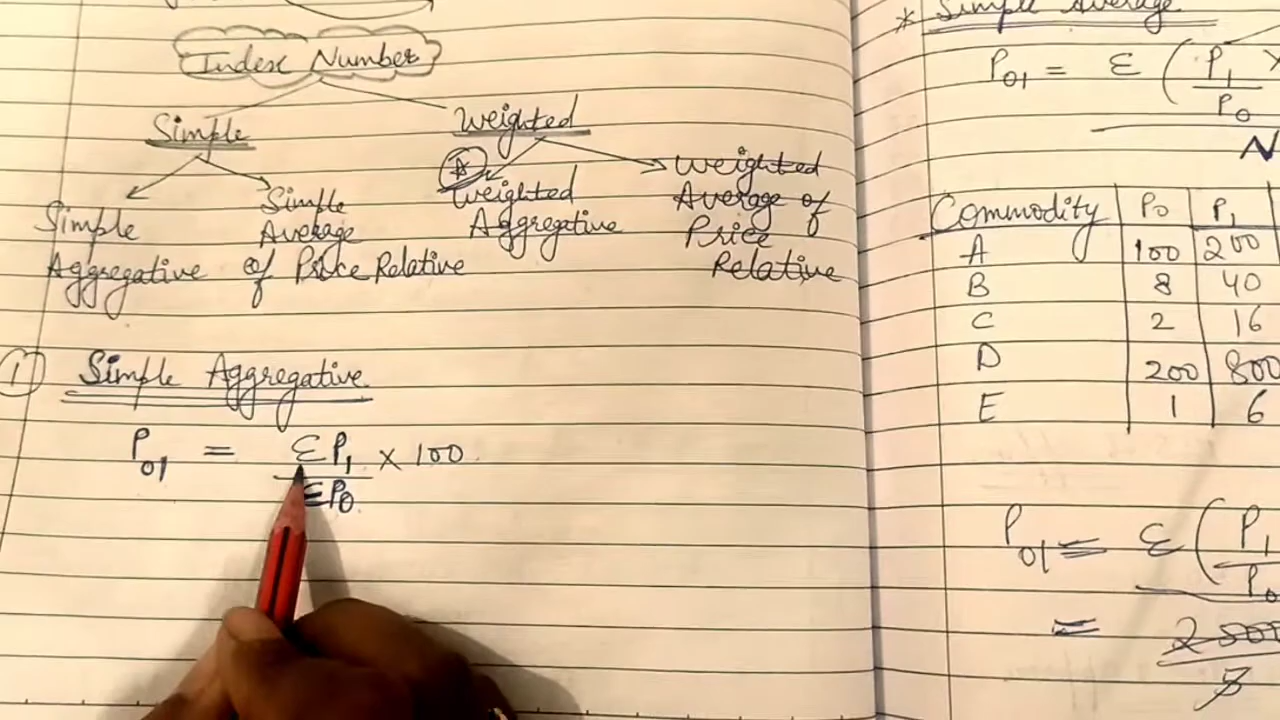 Index Number
Simple
Weighted
Simple
Aggregative
Simple
Average
of Price Relative
Weighted
Aggregative
Weighted
Average of
Price
Relative
① Simple Aggregative
P01 = ΣP1 × 100
ΣP0
* Simple Average
P01 = Σ ( P1 ×
P0
N
Commodity P0 P1
A 100 200
B 8 40
C 2 16
D 200 800
E 1 6
P01 = Σ ( P1
P0
=
5